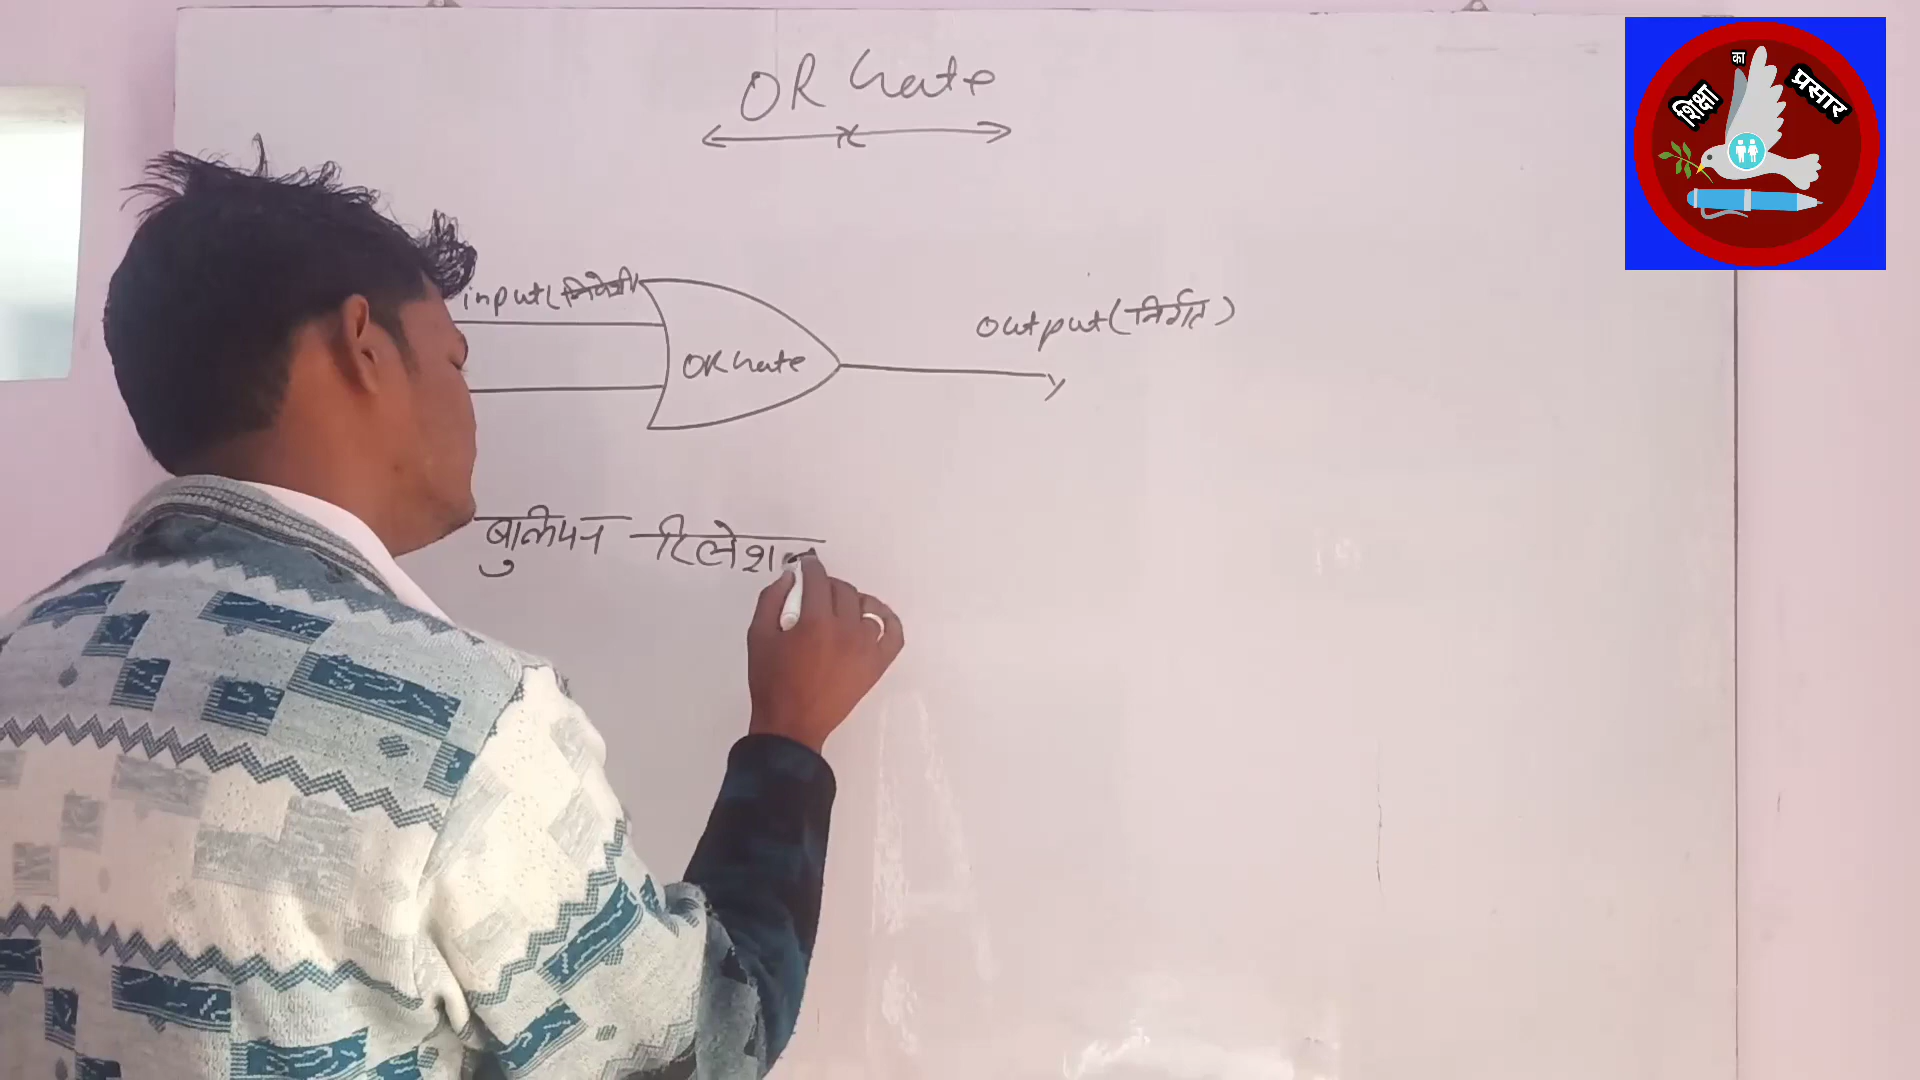 OR Gate
शिक्षा का प्रसार
input(निवेशी)
output(निर्गत)
OR Gate
बुलियन रिलेशन